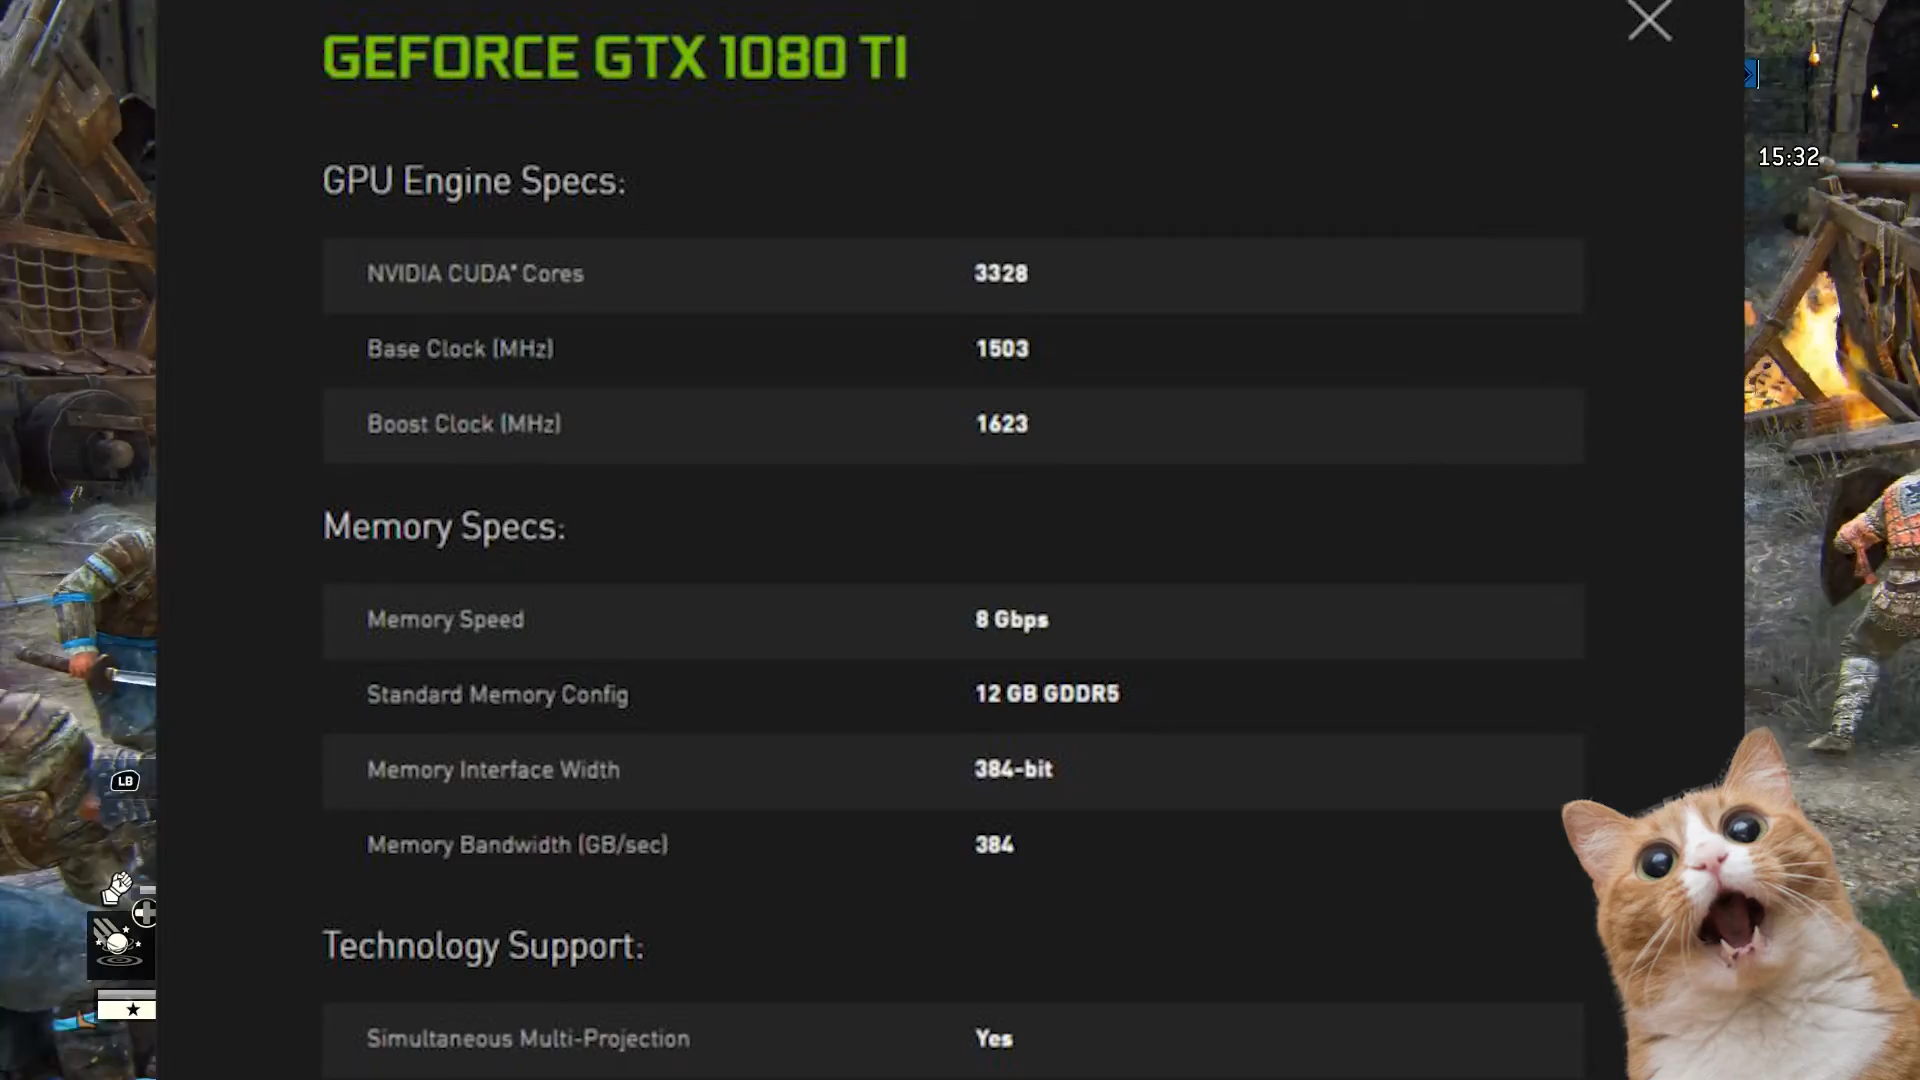 GEFORCE GTX 1080 TI
15:32
GPU Engine Specs:
NVIDIA CUDA® Cores 3328
Base Clock (MHz) 1503
Boost Clock (MHz) 1623
Memory Specs:
Memory Speed 8 Gbps
Standard Memory Config 12 GB GDDR5
Memory Interface Width 384-bit
LB
Memory Bandwidth (GB/sec) 384
Technology Support:
Simultaneous Multi-Projection Yes